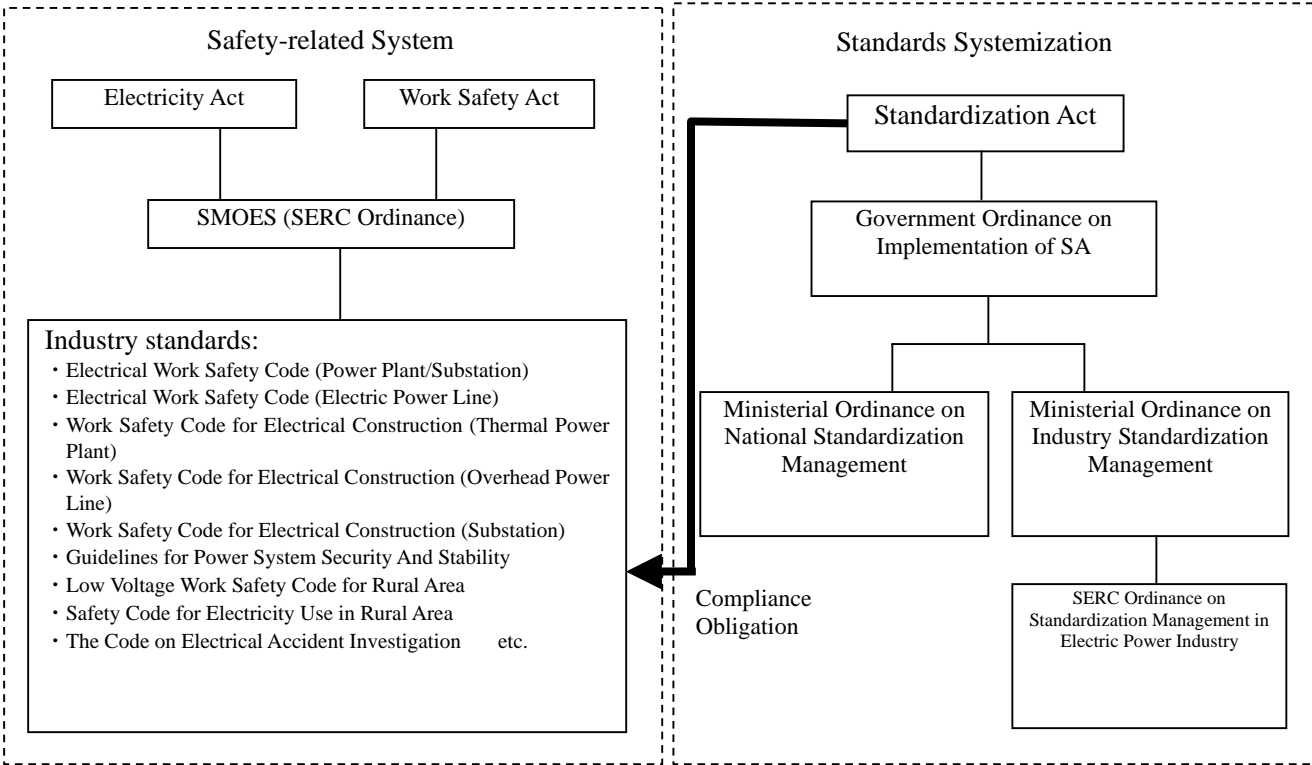 Safety-related System
Electricity Act
Work Safety Act
SMOES (SERC Ordinance)
Industry standards:
・Electrical Work Safety Code (Power Plant/Substation)
・Electrical Work Safety Code (Electric Power Line)
・Work Safety Code for Electrical Construction (Thermal Power
Plant)
・Work Safety Code for Electrical Construction (Overhead Power
Line)
・Work Safety Code for Electrical Construction (Substation)
・Guidelines for Power System Security And Stability
・Low Voltage Work Safety Code for Rural Area
・Safety Code for Electricity Use in Rural Area
・The Code on Electrical Accident Investigation etc.
Standards Systemization
Standardization Act
Government Ordinance on
Implementation of SA
Ministerial Ordinance on
National Standardization
Management
Ministerial Ordinance on
Industry Standardization
Management
SERC Ordinance on
Standardization Management in
Electric Power Industry
Compliance
Obligation